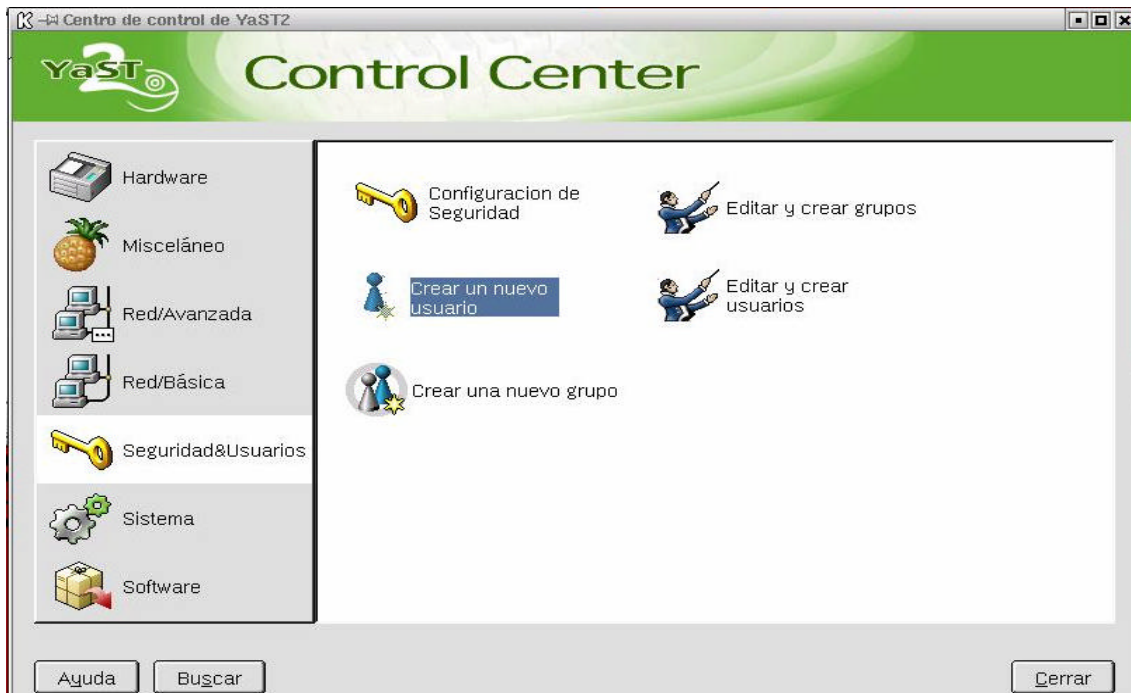 Centro de control de YaST2
YaST2
Control Center
Hardware
Misceláneo
Red/Avanzada
Red/Básica
Seguridad&Usuarios
Sistema
Software
Configuracion de
Seguridad
Editar y crear grupos
Crear un nuevo
usuario
Editar y crear
usuarios
Crear una nuevo grupo
Ayuda
Buscar
Cerrar